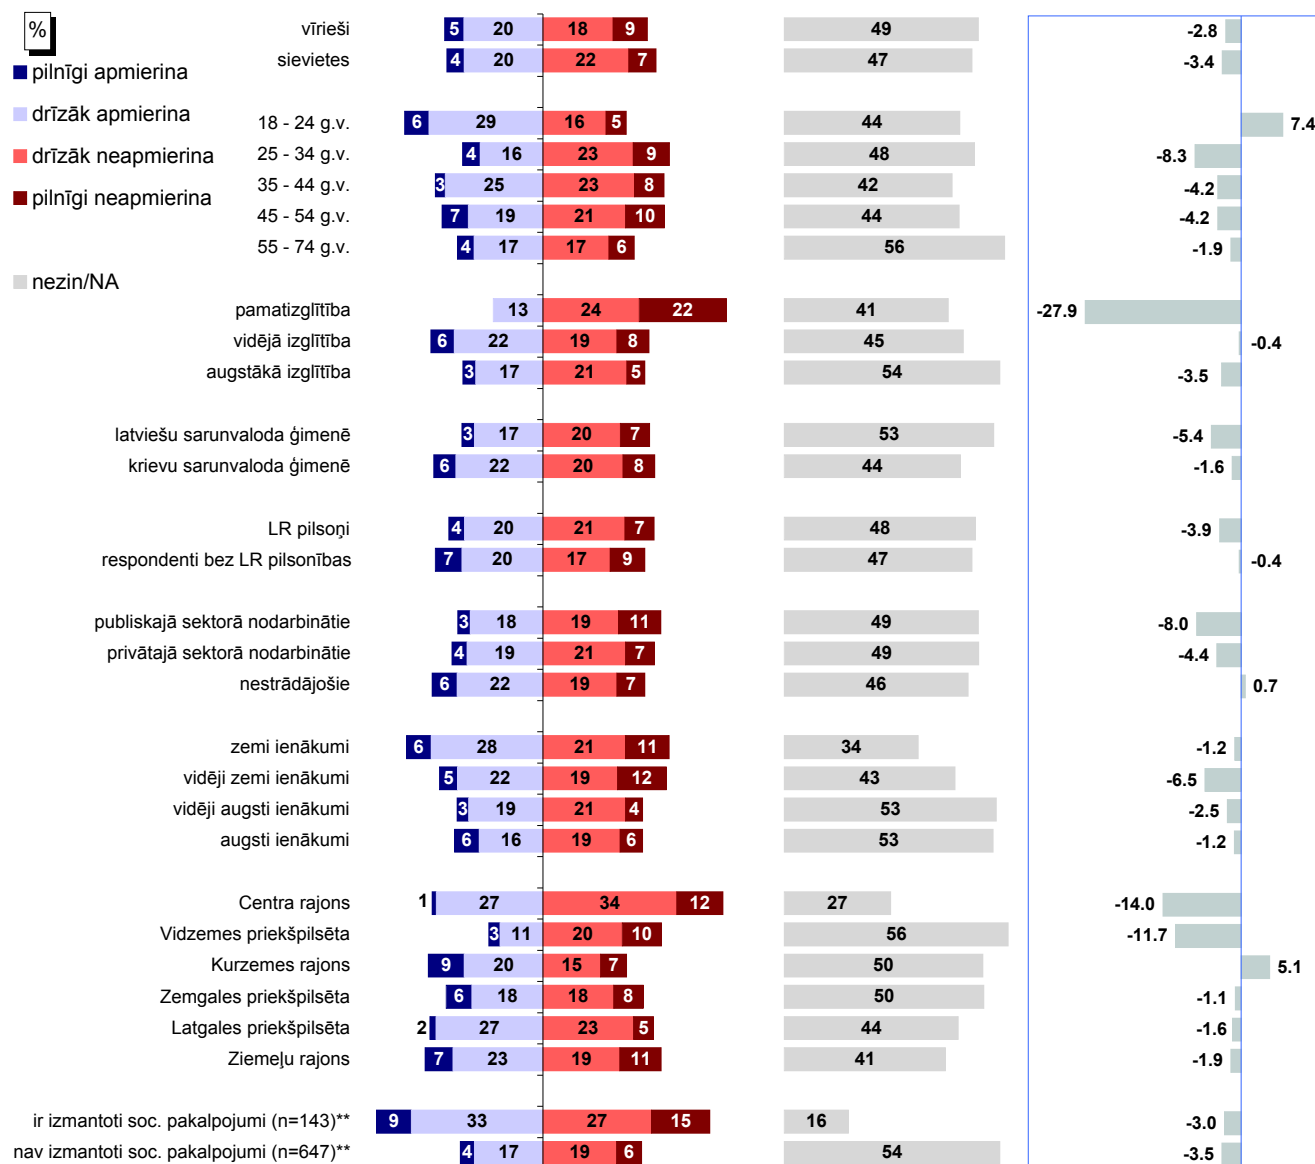 %
pilnīgi apmierina
drīzāk apmierina
drīzāk neapmierina
pilnīgi neapmierina
nezin/NA
vīrieši 5 20 18 9 49 -2.8
sievietes 4 20 22 7 47 -3.4
18 - 24 g.v. 6 29 16 5 44 7.4
25 - 34 g.v. 4 16 23 9 48 -8.3
35 - 44 g.v. 3 25 23 8 42 -4.2
45 - 54 g.v. 7 19 21 10 44 -4.2
55 - 74 g.v. 4 17 17 6 56 -1.9
pamatizglītība 13 24 22 41 -27.9
vidējā izglītība 6 22 19 8 45 -0.4
augstākā izglītība 3 17 21 5 54 -3.5
latviešu sarunvaloda ģimenē 3 17 20 7 53 -5.4
krievu sarunvaloda ģimenē 6 22 20 8 44 -1.6
LR pilsoņi 4 20 21 7 48 -3.9
respondenti bez LR pilsonības 7 20 17 9 47 -0.4
publiskajā sektorā nodarbinātie 3 18 19 11 49 -8.0
privātajā sektorā nodarbinātie 4 19 21 7 49 -4.4
nestrādājošie 6 22 19 7 46 0.7
zemi ienākumi 6 28 21 11 34 -1.2
vidēji zemi ienākumi 5 22 19 12 43 -6.5
vidēji augsti ienākumi 3 19 21 4 53 -2.5
augsti ienākumi 6 16 19 6 53 -1.2
Centra rajons 1 27 34 12 27 -14.0
Vidzemes priekšpilsēta 3 11 20 10 56 -11.7
Kurzemes rajons 9 20 15 7 50 5.1
Zemgales priekšpilsēta 6 18 18 8 50 -1.1
Latgales priekšpilsēta 2 27 23 5 44 -1.6
Ziemeļu rajons 7 23 19 11 41 -1.9
ir izmantoti soc. pakalpojumi (n=143)** 9 33 27 15 16 -3.0
nav izmantoti soc. pakalpojumi (n=647)** 4 17 19 6 54 -3.5